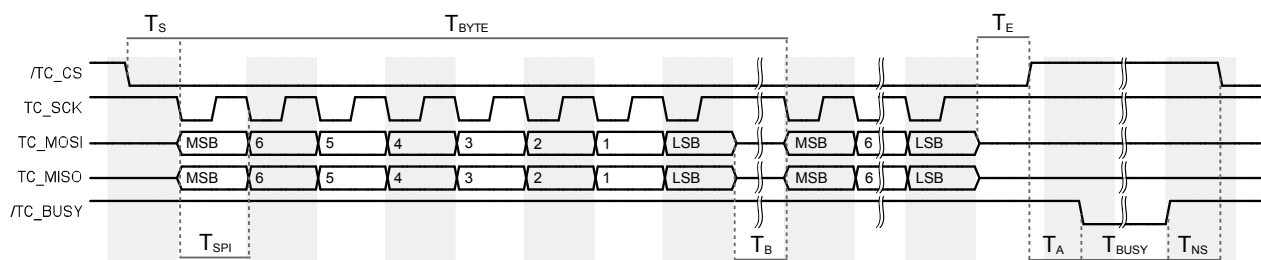 TS TBYTE TE
/TC_CS
TC_SCK
TC_MOSI MSB 6 5 4 3 2 1 LSB MSB 6 LSB
TC_MISO MSB 6 5 4 3 2 1 LSB MSB 6 LSB
/TC_BUSY
TSPI TB TA TBUSY TNS